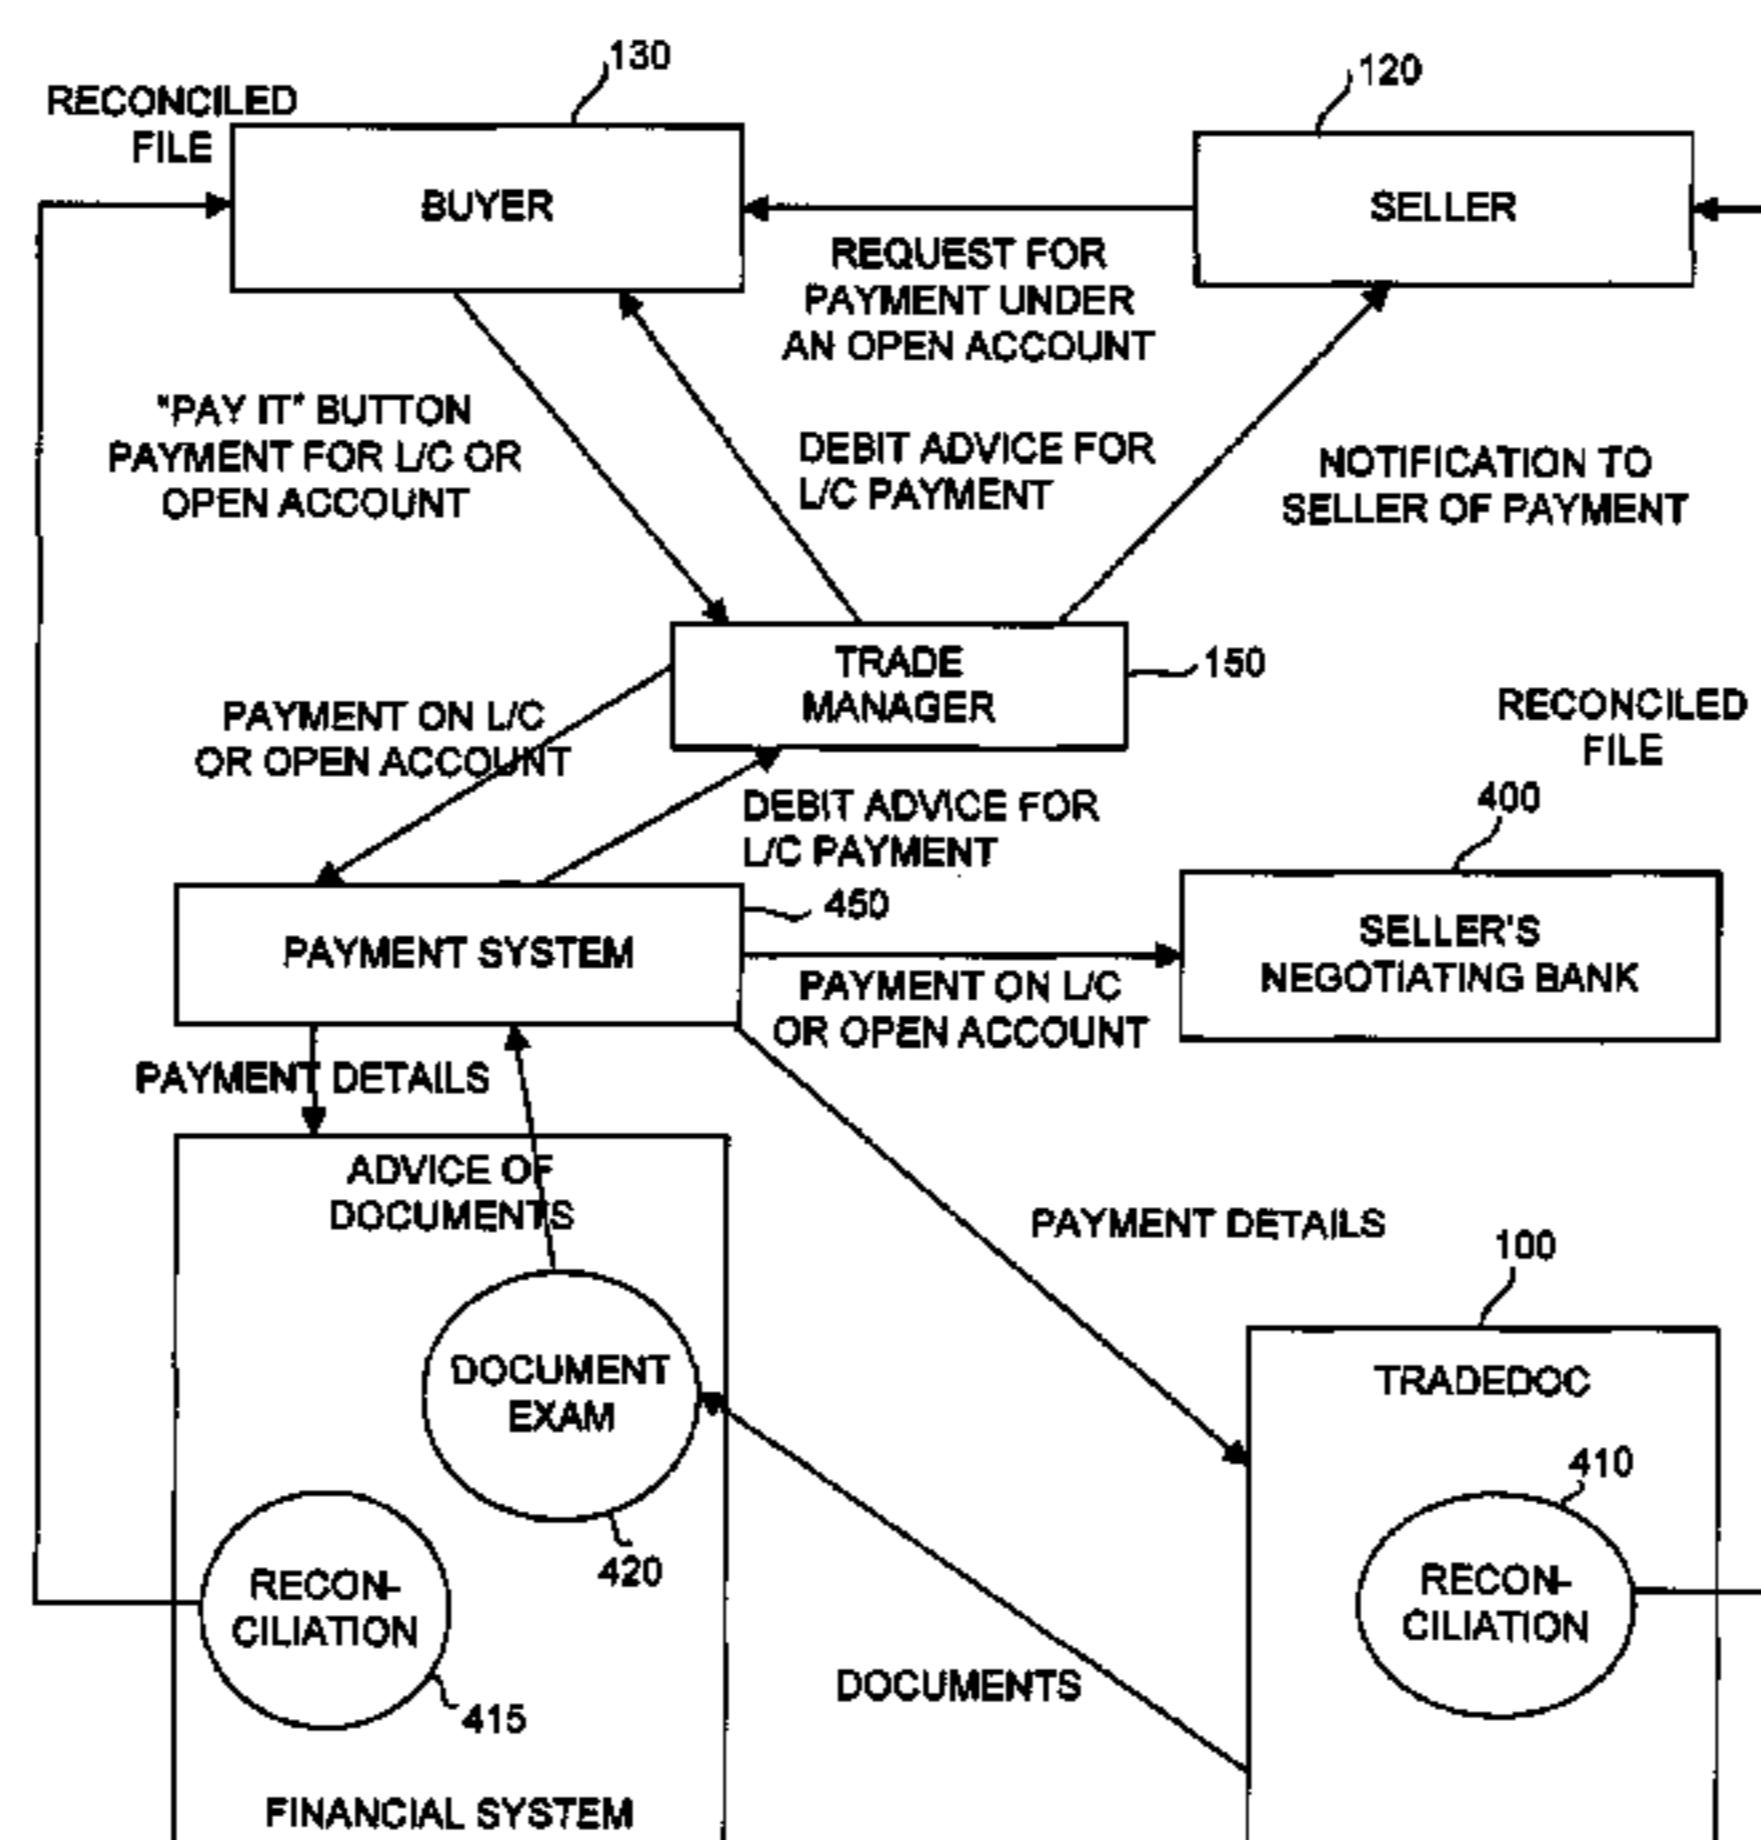 130
120
RECONCILED
FILE
BUYER
SELLER
REQUEST FOR
PAYMENT UNDER
AN OPEN ACCOUNT
"PAY IT" BUTTON
PAYMENT FOR L/C OR
OPEN ACCOUNT
DEBIT ADVICE FOR
L/C PAYMENT
NOTIFICATION TO
SELLER OF PAYMENT
TRADE
MANAGER
150
PAYMENT ON L/C
OR OPEN ACCOUNT
RECONCILED
FILE
DEBIT ADVICE FOR
L/C PAYMENT
400
450
PAYMENT SYSTEM
SELLER'S
NEGOTIATING BANK
PAYMENT ON L/C
OR OPEN ACCOUNT
PAYMENT DETAILS
ADVICE OF
DOCUMENTS
PAYMENT DETAILS
100
DOCUMENT
EXAM
TRADEDOC
410
420
RECON-
CILIATION
RECON-
CILIATION
415
DOCUMENTS
FINANCIAL SYSTEM